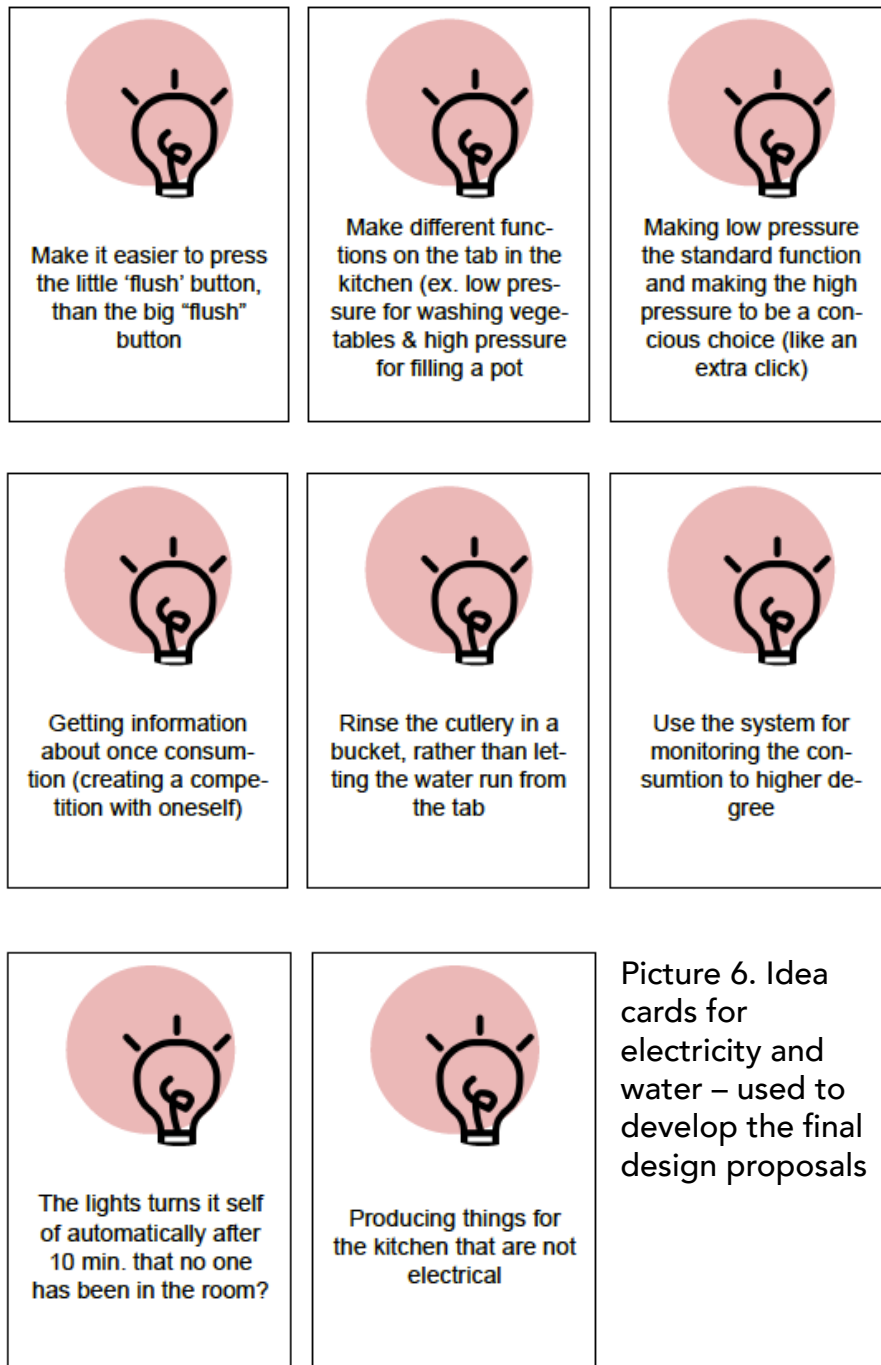 Make it easier to press
the little ‘flush’ button,
than the big “flush”
button
Make different func-
tions on the tab in the
kitchen (ex. low pres-
sure for washing vege-
tables & high pressure
for filling a pot
Making low pressure
the standard function
and making the high
pressure to be a con-
cious choice (like an
extra click)
Getting information
about once consum-
tion (creating a compe-
tition with oneself)
Rinse the cutlery in a
bucket, rather than let-
ting the water run from
the tab
Use the system for
monitoring the con-
sumtion to higher de-
gree
The lights turns it self
of automatically after
10 min. that no one
has been in the room?
Producing things for
the kitchen that are not
electrical
Picture 6. Idea
cards for
electricity and
water – used to
develop the final
design proposals